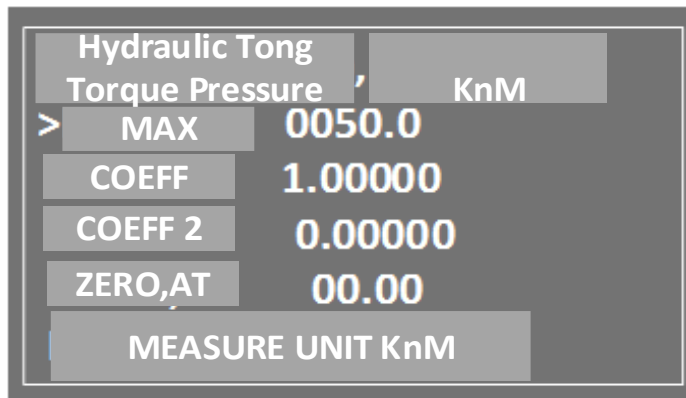 Hydraulic Tong
Torque Pressure , KnM
> MAX 0050.0
COEFF 1.00000
COEFF 2 0.00000
ZERO,AT 00.00
MEASURE UNIT KnM